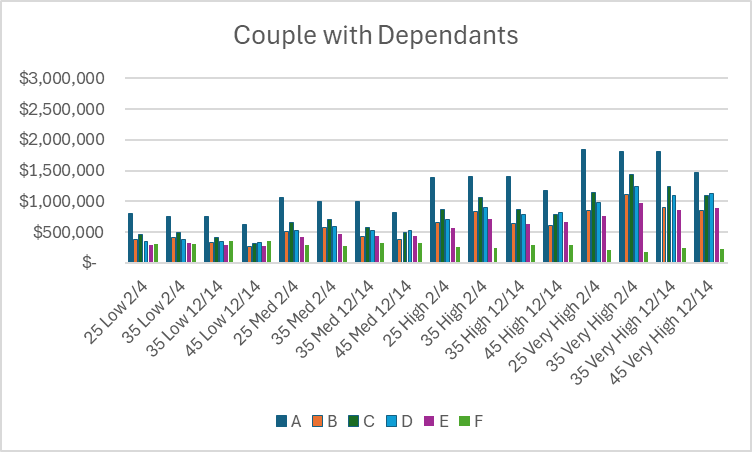 Couple with Dependants
$3,000,000
$2,500,000
$2,000,000
$1,500,000
$1,000,000
$500,000
$-
25 Low 2/4
35 Low 2/4
35 Low 12/14
45 Low 12/14
25 Med 2/4
35 Med 2/4
35 Med 12/14
45 Med 12/14
25 High 2/4
35 High 2/4
35 High 12/14
45 High 12/14
25 Very High 2/4
35 Very High 2/4
35 Very High 12/14
45 Very High 12/14
A B C D E F